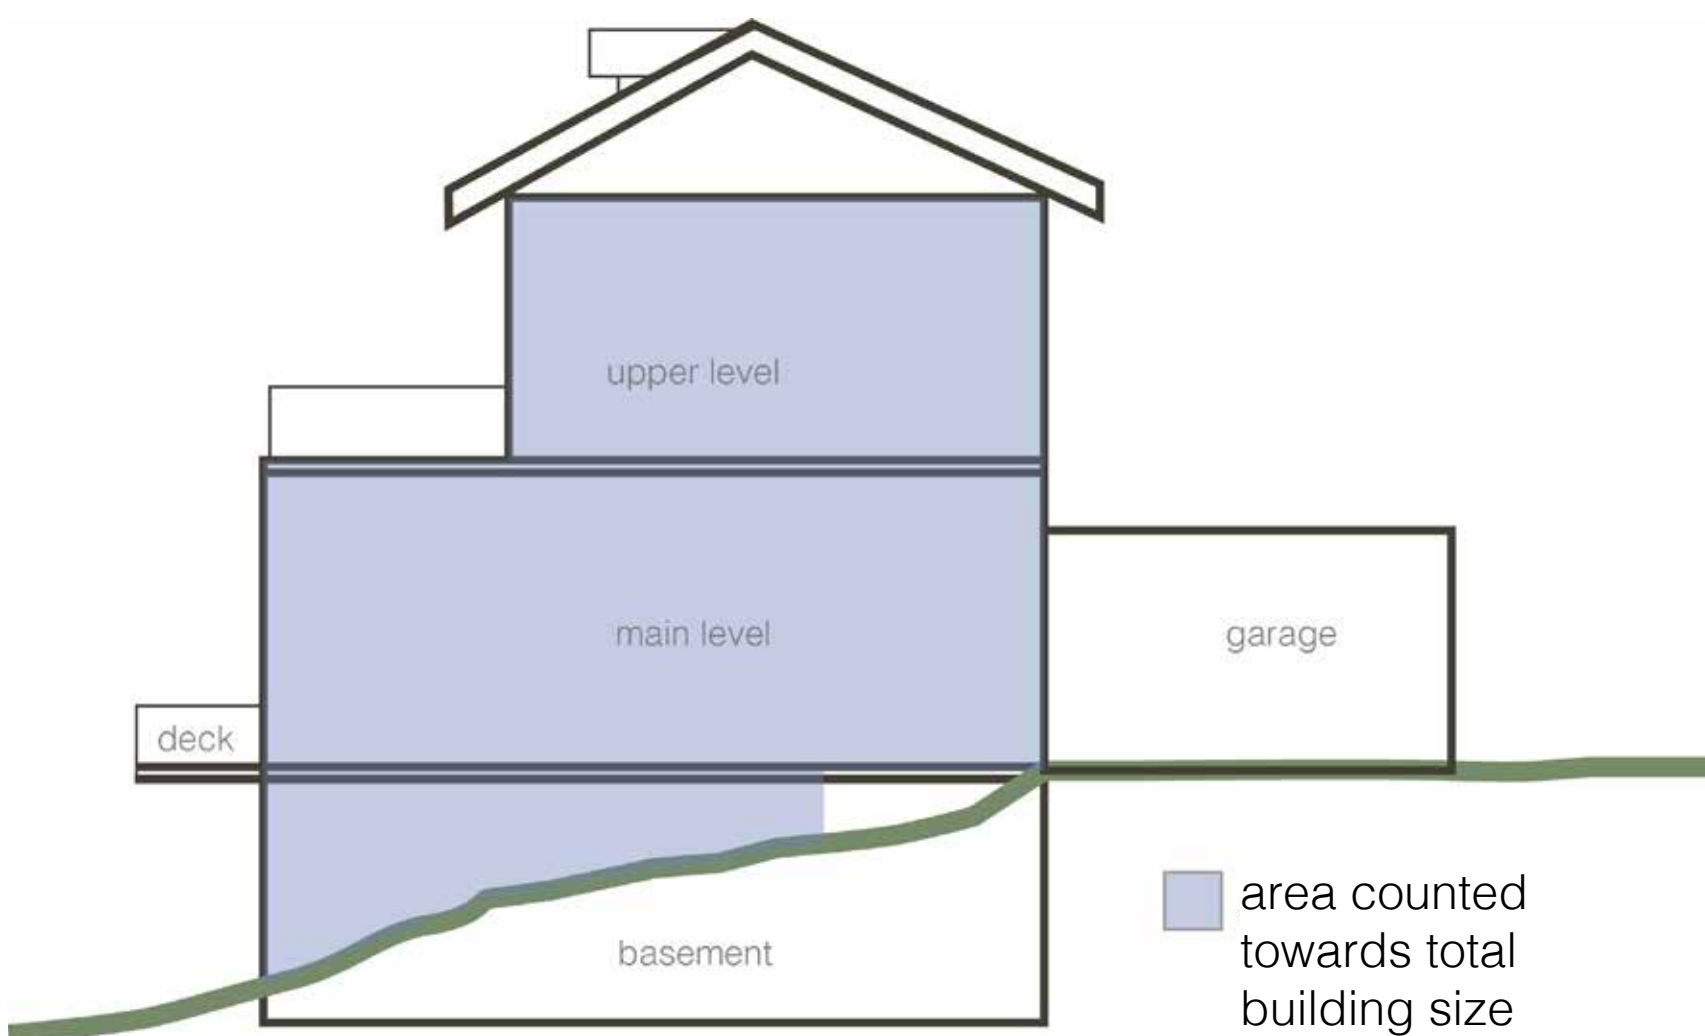 upper level
main level
garage
deck
basement
area counted
towards total
building size